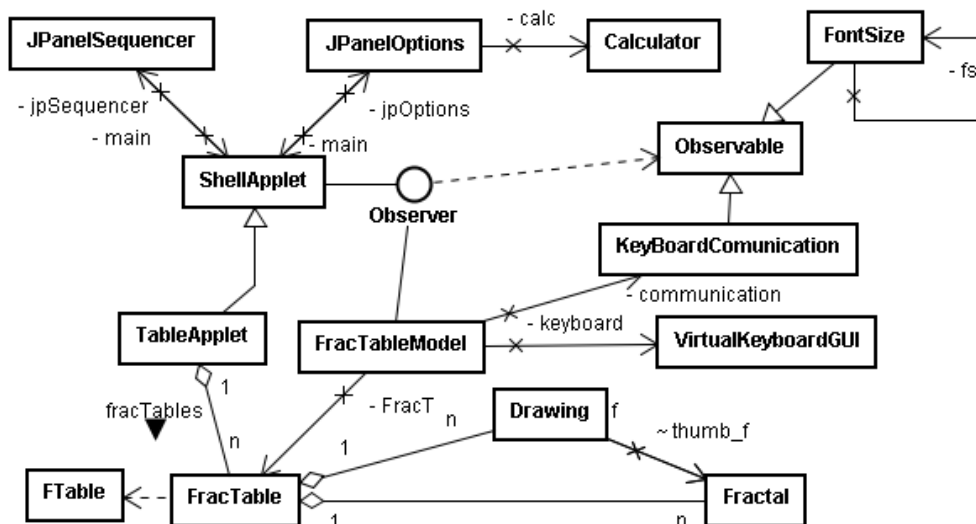 - calc
JPanelSequencer
JPanelOptions
Calculator
FontSize
- fs
- jpSequencer
- jpOptions
- main
- main
Observable
ShellApplet
Observer
KeyBoardComunication
- communication
TableApplet
FracTableModel
- keyboard
VirtualKeyboardGUI
1
fracTables
- FracT
n
Drawing
f
~ thumb_f
n
1
FTable
FracTable
Fractal
1
n